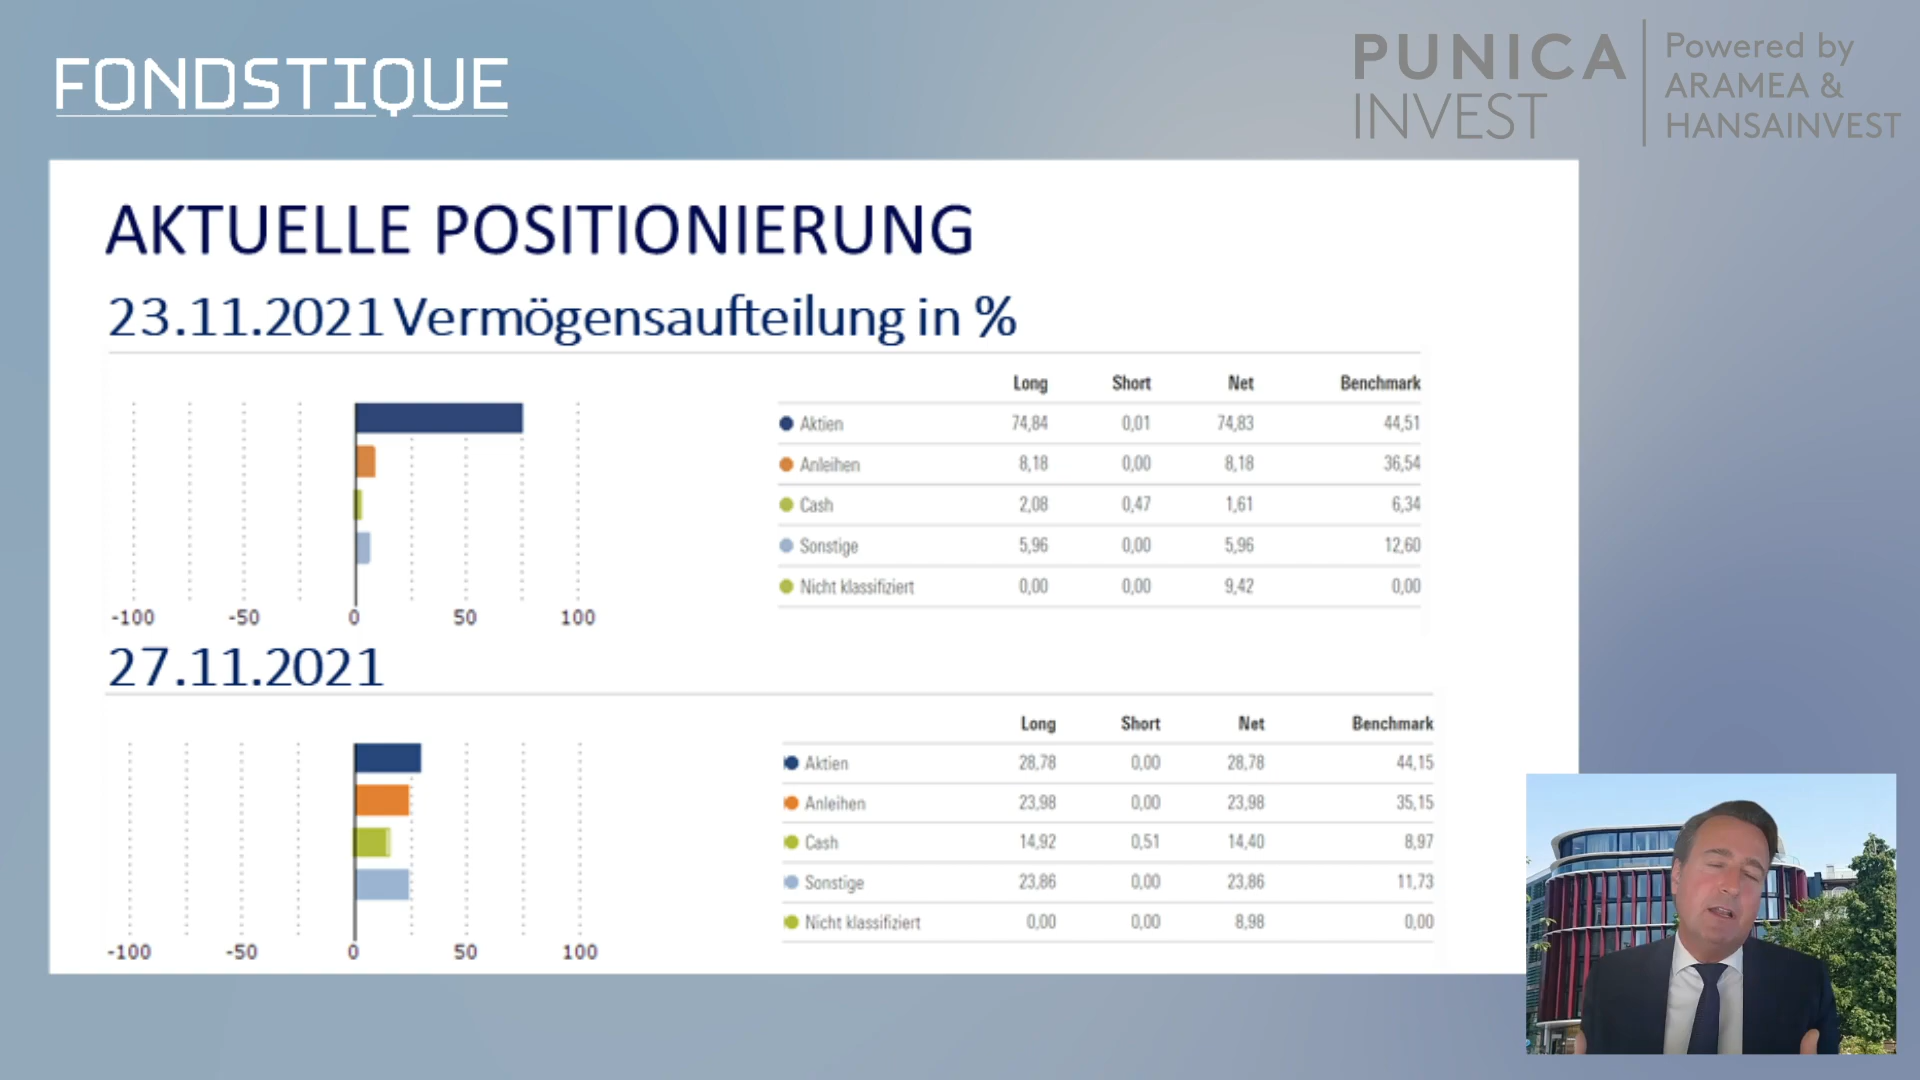 FONDSTIQUE
PUNICA
INVEST
Powered by
ARAMEA &
HANSAINVEST
AKTUELLE POSITIONIERUNG
23.11.2021 Vermögensaufteilung in %
Long Short Net Benchmark
Aktien 74,84 0,01 74,83 44,51
Anleihen 8,18 0,00 8,18 36,54
Cash 2,08 0,47 1,61 6,34
Sonstige 5,96 0,00 5,96 12,60
Nicht klassifiziert 0,00 0,00 9,42 0,00
-100 -50 0 50 100
27.11.2021
Long Short Net Benchmark
Aktien 28,78 0,00 28,78 44,15
Anleihen 23,98 0,00 23,98 35,15
Cash 14,92 0,51 14,40 8,97
Sonstige 23,86 0,00 23,86 11,73
Nicht klassifiziert 0,00 0,00 8,98 0,00
-100 -50 0 50 100